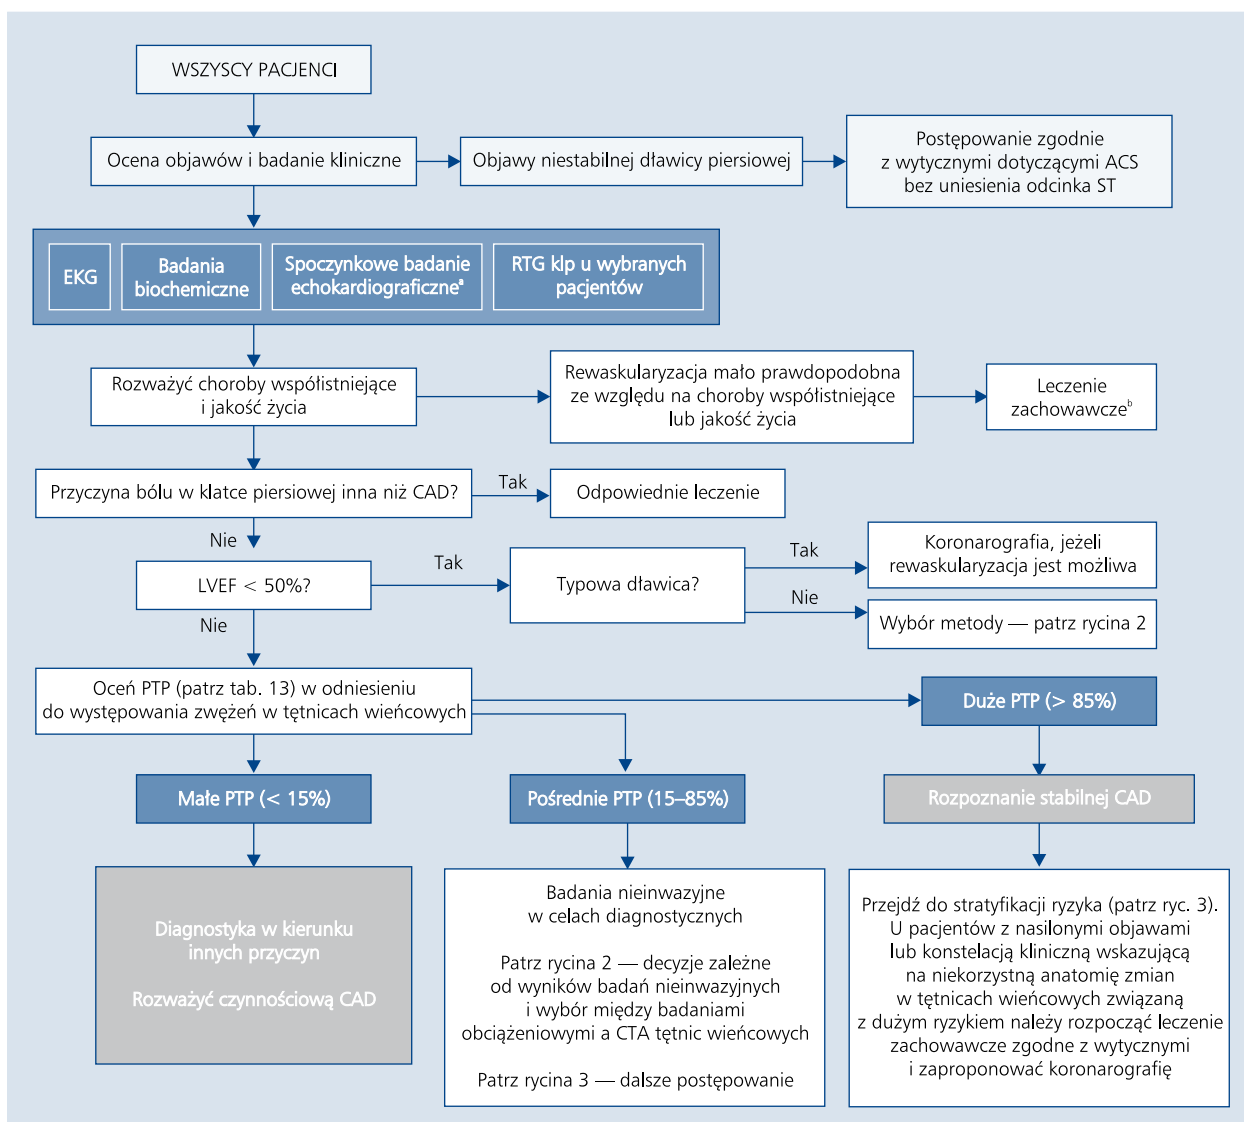 WSZYSCY PACJENCI
Ocena objawów i badanie kliniczne
Objawy niestabilnej dławicy piersiowej
Postępowanie zgodnie
z wytycznymi dotyczącymi ACS
bez uniesienia odcinka ST
EKG
Badania
biochemiczne
Spoczynkowe badanie
echokardiograficzneᵃ
RTG klp u wybranych
pacjentów
Rozważyć choroby współistniejące
i jakość życia
Rewaskularyzacja mało prawdopodobna
ze względu na choroby współistniejące
lub jakość życia
Leczenie
zachowawczeᵇ
Przyczyna bólu w klatce piersiowej inna niż CAD?
Tak
Odpowiednie leczenie
Nie
LVEF < 50%?
Tak
Typowa dławica?
Tak
Koronarografia, jeżeli
rewaskularyzacja jest możliwa
Nie
Wybór metody — patrz rycina 2
Nie
Oceń PTP (patrz tab. 13) w odniesieniu
do występowania zwężeń w tętnicach wieńcowych
Duże PTP (> 85%)
Małe PTP (< 15%)
Pośrednie PTP (15–85%)
Rozpoznanie stabilnej CAD
Diagnostyka w kierunku
innych przyczyn
Rozważyć czynnościową CAD
Badania nieinwazyjne
w celach diagnostycznych
Patrz rycina 2 — decyzje zależne
od wyników badań nieinwazyjnych
i wybór między badaniami
obciążeniowymi a CTA tętnic wieńcowych
Patrz rycina 3 — dalsze postępowanie
Przejdź do stratyfikacji ryzyka (patrz ryc. 3).
U pacjentów z nasilonymi objawami
lub konstelacją kliniczną wskazującą
na niekorzystną anatomię zmian
w tętnicach wieńcowych związaną
z dużym ryzykiem należy rozpocząć leczenie
zachowawcze zgodne z wytycznymi
i zaproponować koronarografię